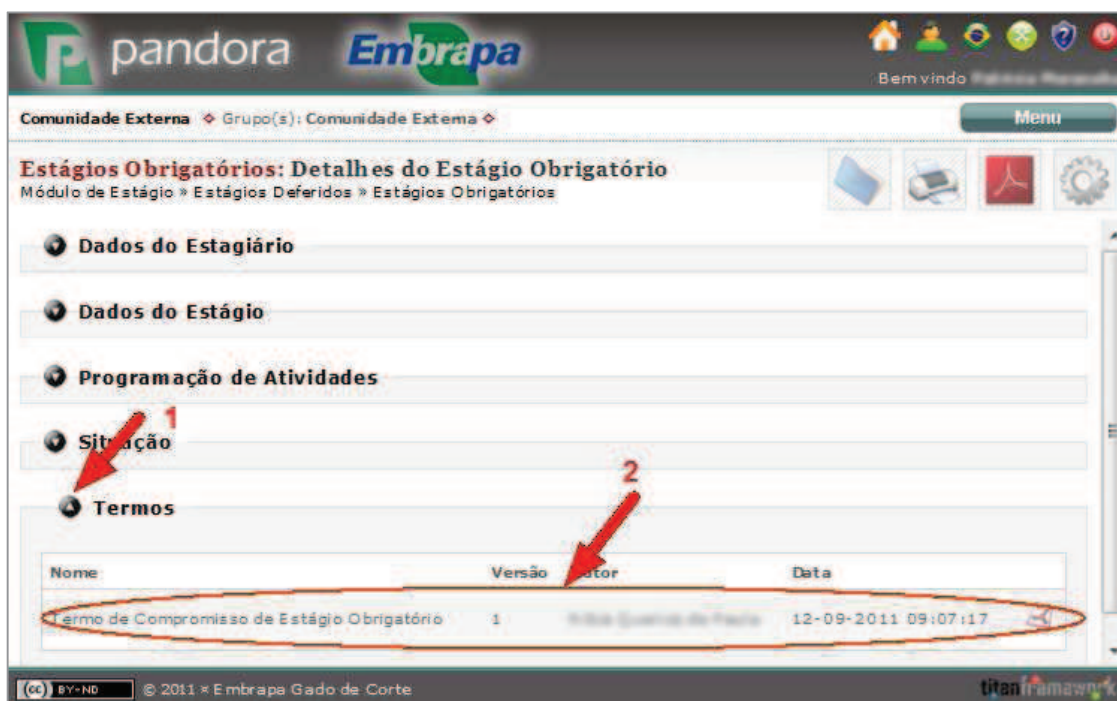 pandora Embrapa
Bem vindo
Comunidade Externa Grupo(s): Comunidade Externa
Menu
Estágios Obrigatórios: Detalhes do Estágio Obrigatório
Módulo de Estágio » Estágios Deferidos » Estágios Obrigatórios
Dados do Estagiário
Dados do Estágio
Programação de Atividades
1
Situação
2
Termos
Nome Versão Autor Data
Termo de Compromisso de Estágio Obrigatório 1 12-09-2011 09:07:17
(cc) BY-ND © 2011 ¤ Embrapa Gado de Corte titanframework